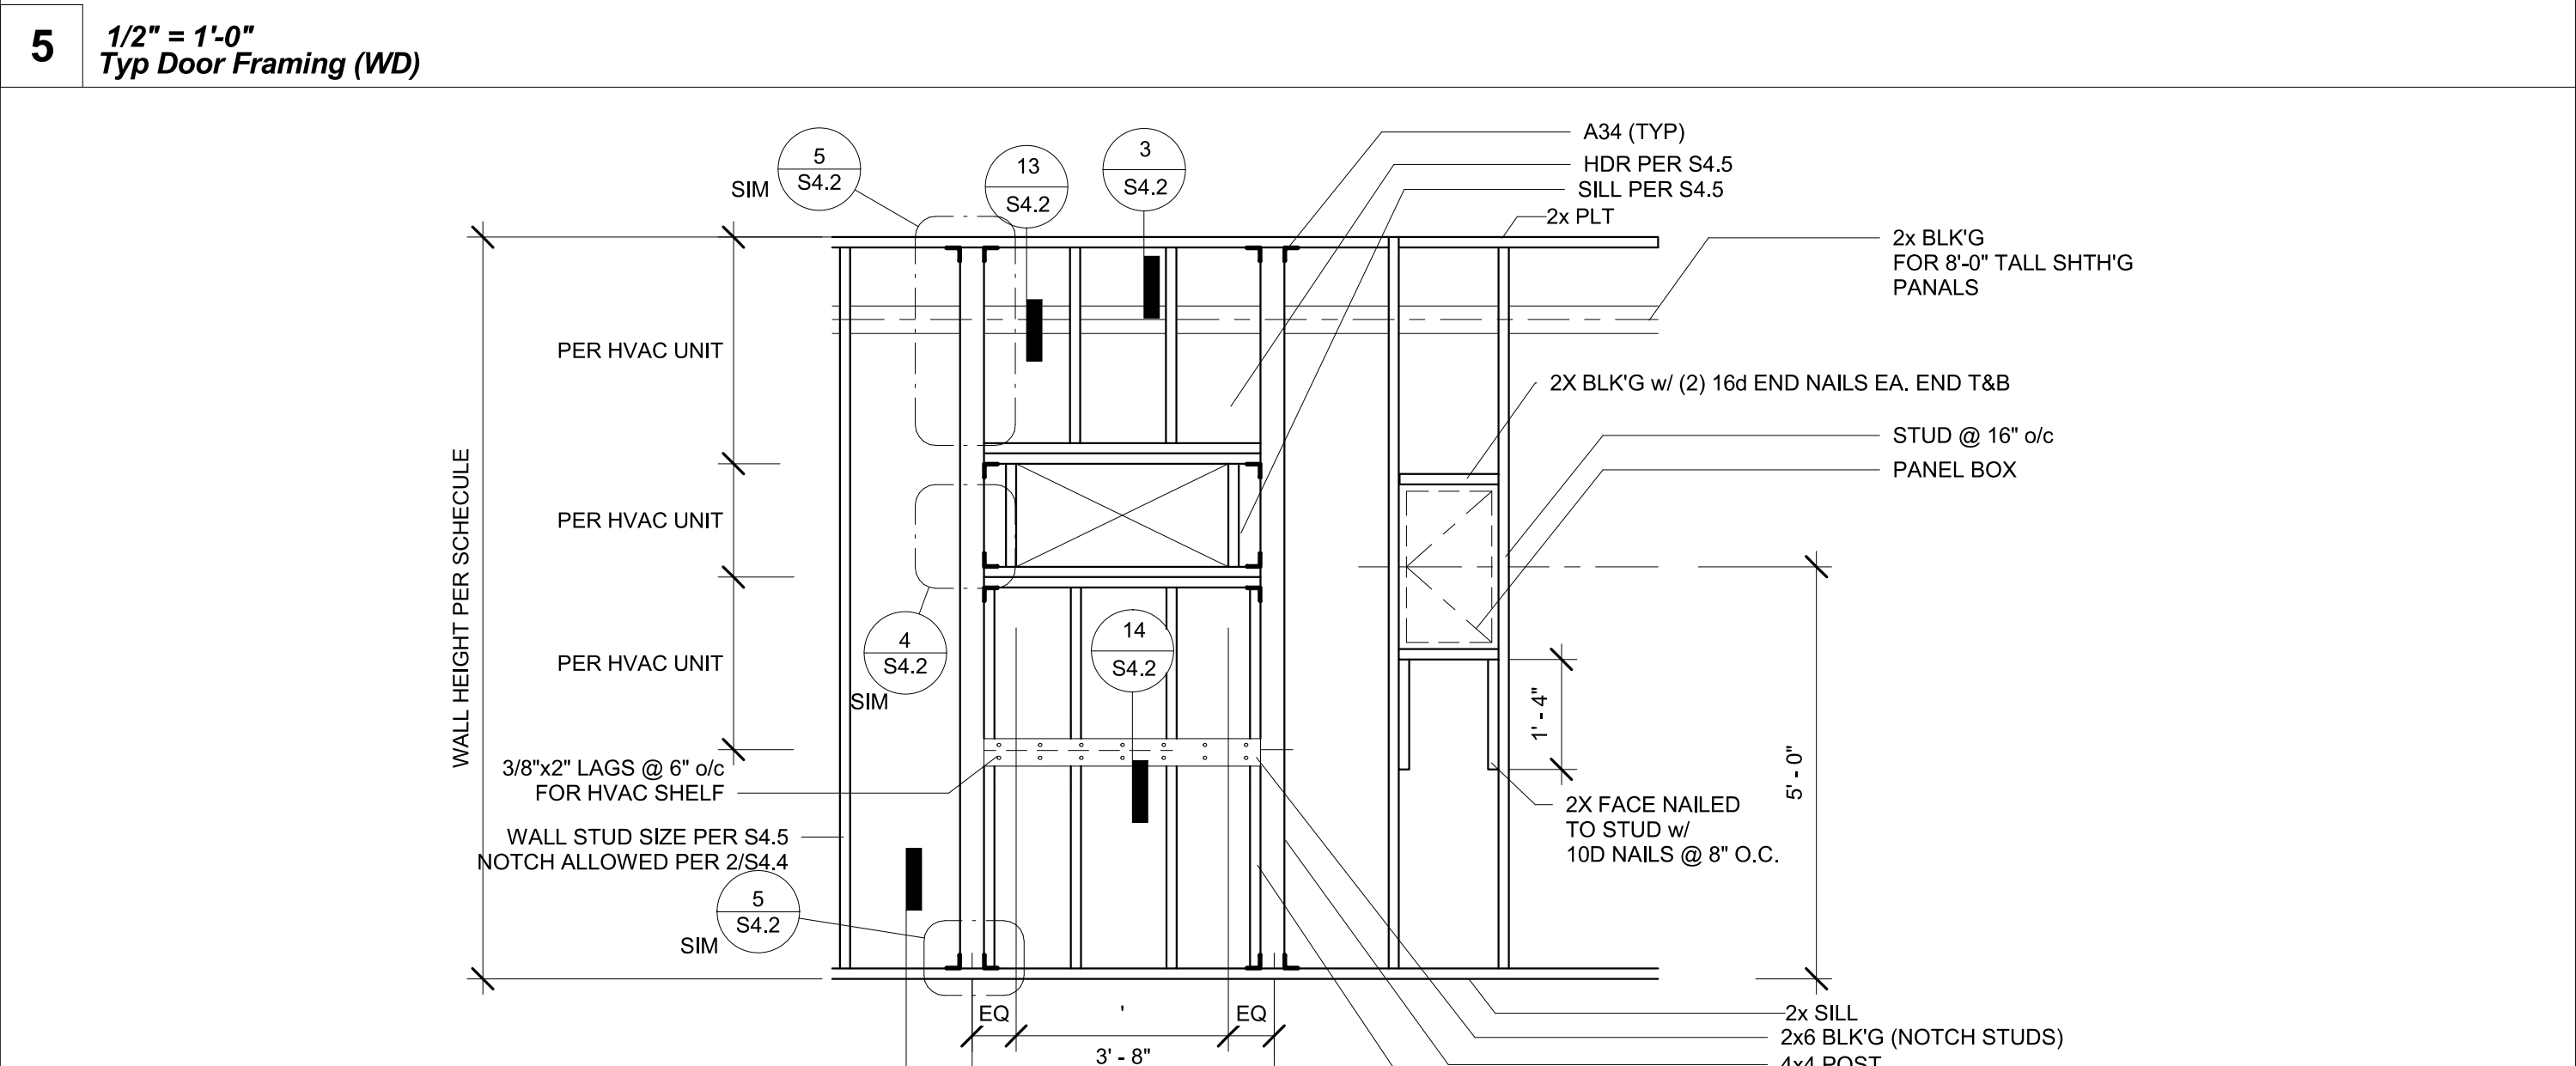 5
1/2" = 1'-0"
Typ Door Framing (WD)
5
S4.2
SIM
13
S4.2
3
S4.2
A34 (TYP)
HDR PER S4.5
SILL PER S4.5
2x PLT
2x BLK'G
FOR 8'-0" TALL SHTH'G
PANALS
PER HVAC UNIT
2X BLK'G w/ (2) 16d END NAILS EA. END T&B
STUD @ 16" o/c
PANEL BOX
WALL HEIGHT PER SCHECULE
PER HVAC UNIT
4
S4.2
SIM
14
S4.2
PER HVAC UNIT
1' - 4"
5' - 0"
3/8"x2" LAGS @ 6" o/c
FOR HVAC SHELF
2X FACE NAILED
TO STUD w/
10D NAILS @ 8" O.C.
WALL STUD SIZE PER S4.5
NOTCH ALLOWED PER 2/S4.4
5
S4.2
SIM
EQ
'
EQ
3' - 8"
2x SILL
2x6 BLK'G (NOTCH STUDS)
4x4 POST